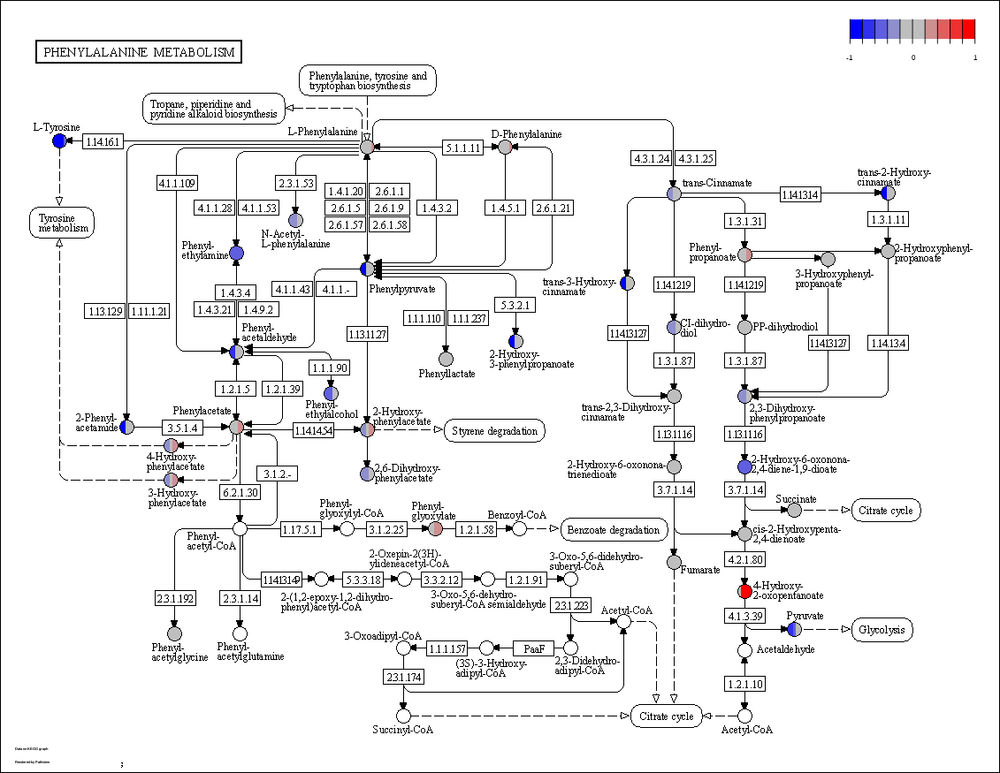 PHENYLALANINE METABOLISM
-1
0
1
Phenylalanine, tyrosine and
tryptophan biosynthesis
Tropane, piperidine and
pyridine alkaloid biosynthesis
L-Tyrosine
1.14.16.1
L-Phenylalanine
5.1.1.11
D-Phenylalanine
4.3.1.24
4.3.1.25
trans-Cinnamate
1.14.13.14
trans-2-Hydroxy-
cinnamate
4.1.1.109
2.3.1.53
1.4.1.20
2.6.1.1
4.1.1.28
4.1.1.53
2.6.1.5
2.6.1.9
1.4.3.2
1.4.5.1
2.6.1.21
2.6.1.57
2.6.1.58
1.3.1.31
1.3.1.11
Tyrosine
metabolism
N-Acetyl-
L-phenylalanine
Phenyl-
ethylamine
Phenyl-
propanoate
2-Hydroxyphenyl-
propanoate
3-Hydroxyphenyl-
propanoate
trans-3-Hydroxy-
cinnamate
1.14.12.19
1.14.12.19
1.4.3.4
4.1.1.43
4.1.1.-
Phenylpyruvate
1.13.12.9
1.11.1.21
1.4.3.21
1.4.9.2
5.3.2.1
1.1.1.110
1.1.1.237
Phenyl-
acetaldehyde
1.13.11.27
1.14.13.127
CI-dihydro-
diol
PP-dihydrodiol
1.14.13.127
1.14.13.4
1.1.1.90
Phenyllactate
2-Hydroxy-
3-phenylpropanoate
1.3.1.87
1.3.1.87
1.2.1.5
1.2.1.39
Phenyl-
ethylalcohol
2-Phenyl-
acetamide
3.5.1.4
Phenylacetate
1.14.14.54
2-Hydroxy-
phenylacetate
Styrene degradation
trans-2,3-Dihydroxy-
cinnamate
2,3-Dihydroxy-
phenylpropanoate
1.13.11.16
1.13.11.16
4-Hydroxy-
phenylacetate
3-Hydroxy-
phenylacetate
3.1.2.-
6.2.1.30
2,6-Dihydroxy-
phenylacetate
2-Hydroxy-6-oxonona-
trienedioate
2-Hydroxy-6-oxonona-
2,4-diene-1,9-dioate
3.7.1.14
3.7.1.14
Succinate
Citrate cycle
Phenyl-
acetyl-CoA
1.17.5.1
Phenyl-
glyoxylyl-CoA
3.1.2.25
Phenyl-
glyoxylate
1.2.1.58
Benzoyl-CoA
Benzoate degradation
cis-2-Hydroxypenta-
2,4-dienoate
4.2.1.80
Fumarate
1.14.13.149
2-(1,2-epoxy-1,2-dihydro-
phenyl)acetyl-CoA
5.3.3.18
2-Oxepin-2(3H)-
ylideneacetyl-CoA
3.3.2.12
3-Oxo-5,6-dehydro-
suberyl-CoA semialdehyde
1.2.1.91
3-Oxo-5,6-didehydro-
suberyl-CoA
4-Hydroxy-
2-oxopentanoate
2.3.1.192
2.3.1.14
2.3.1.223
Acetyl-CoA
4.1.3.39
Pyruvate
Glycolysis
Phenyl-
acetylglycine
Phenyl-
acetylglutamine
3-Oxoadipyl-CoA
1.1.1.157
(3S)-3-Hydroxy-
adipyl-CoA
PaaF
2,3-Didehydro-
adipyl-CoA
Acetaldehyde
2.3.1.174
1.2.1.10
Succinyl-CoA
Citrate cycle
Acetyl-CoA
Data on KEGG graph
Rendered by Pathview
;